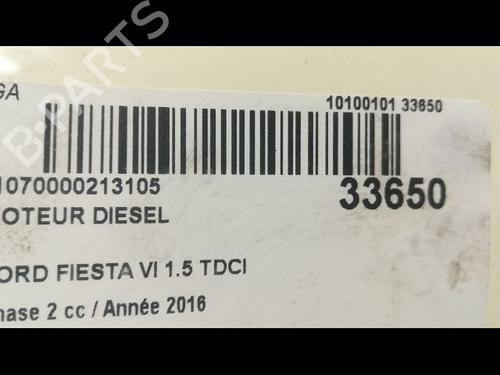 GA
10100101 33650
1070000213105
33650
OTEUR DIESEL
ORD FIESTA VI 1.5 TDCI
hase 2 cc / Année 2016
B-PARTS